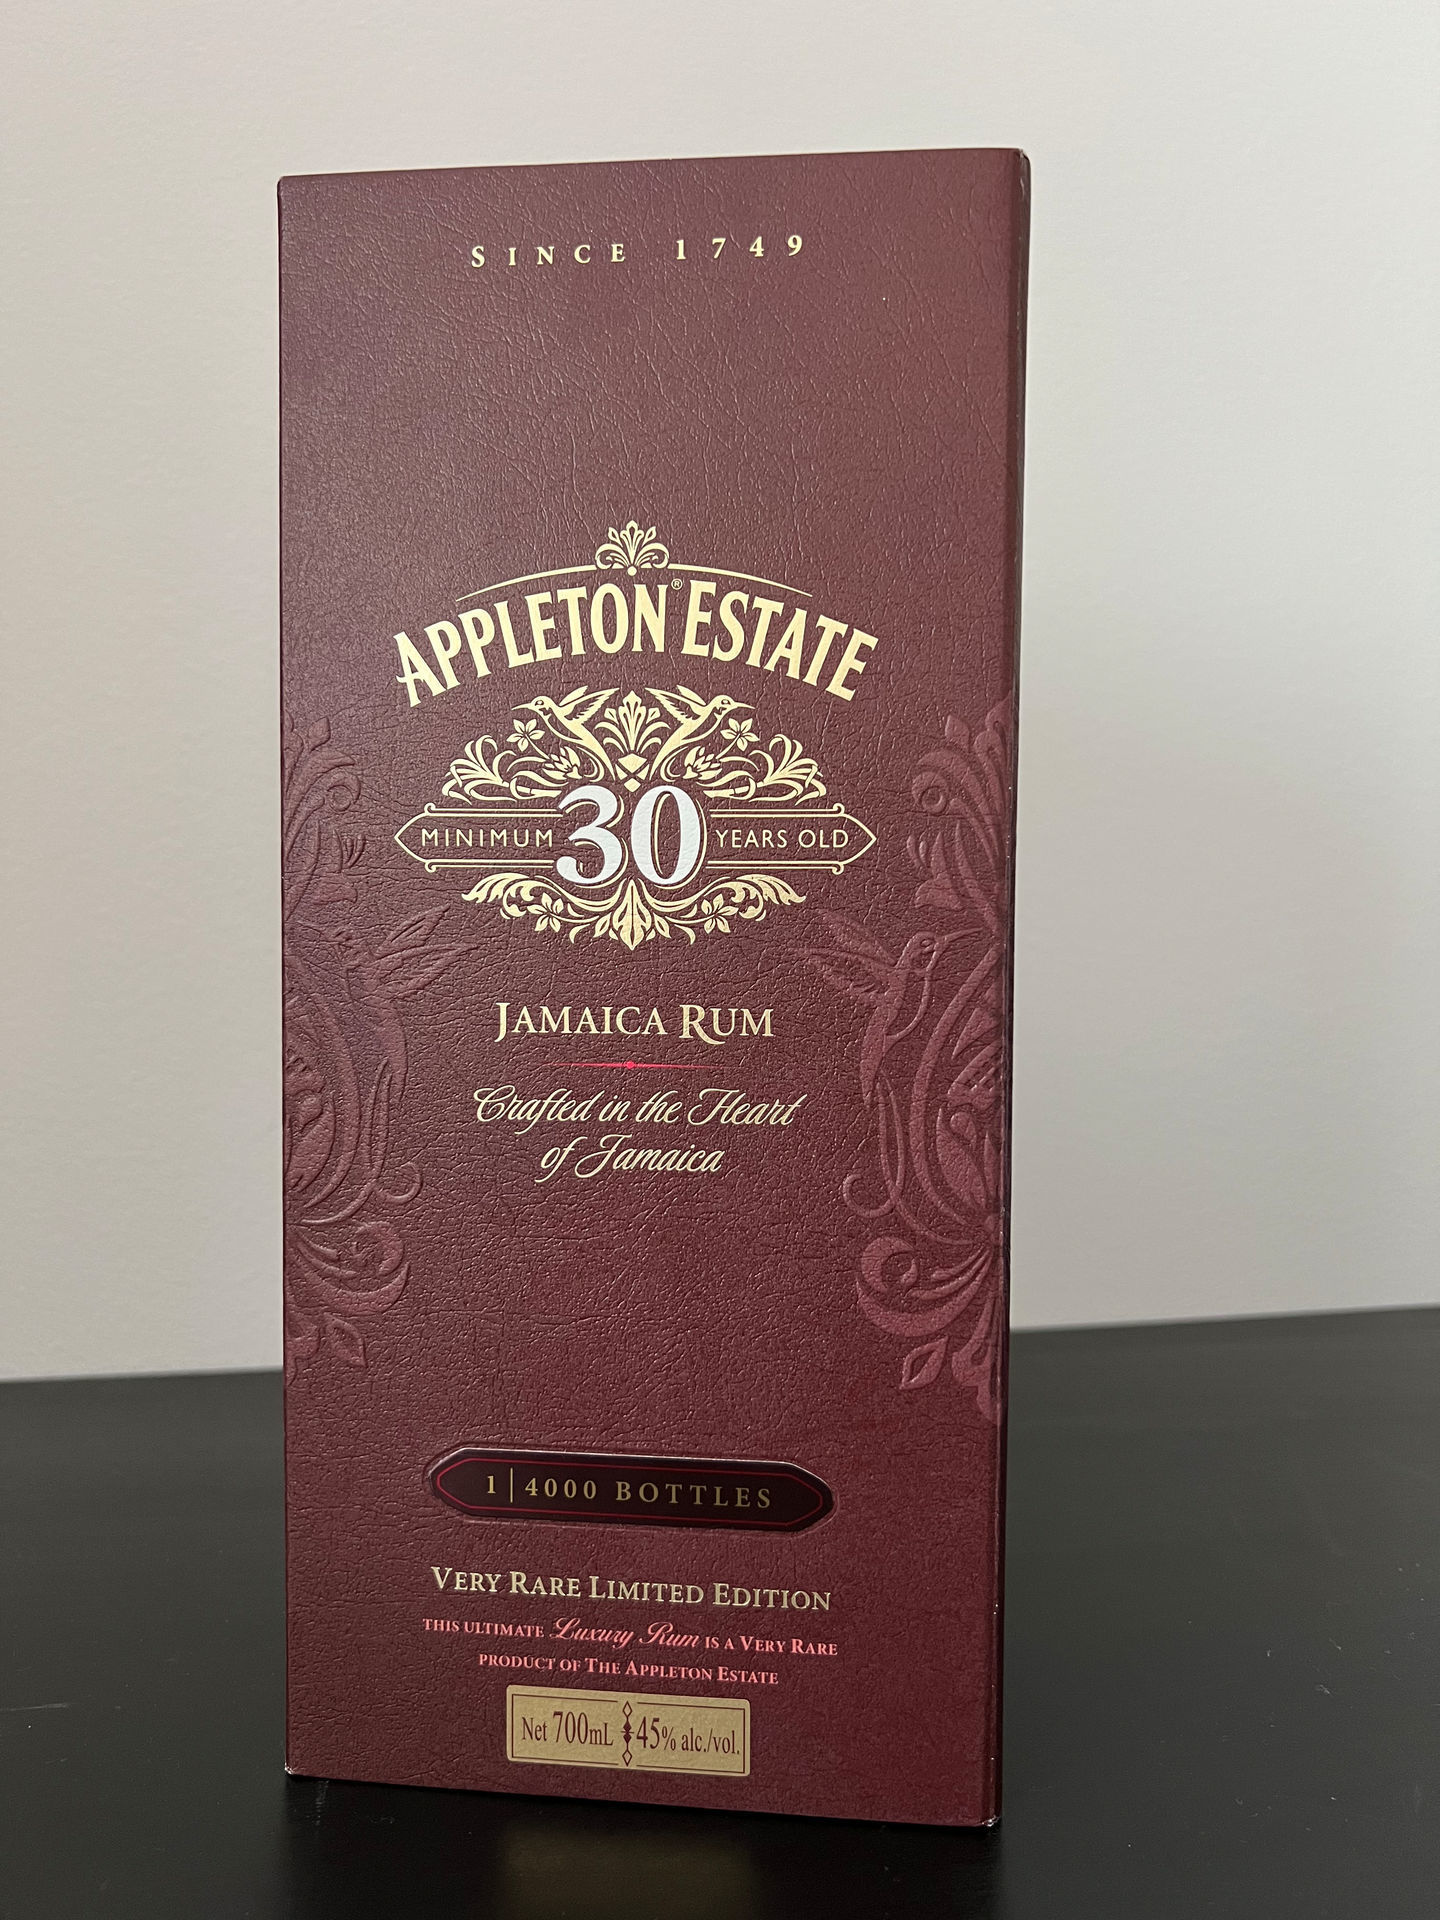 SINCE 1749
APPLETON® ESTATE
MINIMUM 30 YEARS OLD
JAMAICA RUM
Crafted in the Heart
of Jamaica
1 | 4000 BOTTLES
VERY RARE LIMITED EDITION
THIS ULTIMATE Luxury Rum IS A VERY RARE
PRODUCT OF THE APPLETON ESTATE
Net 700mL 45% alc./vol.